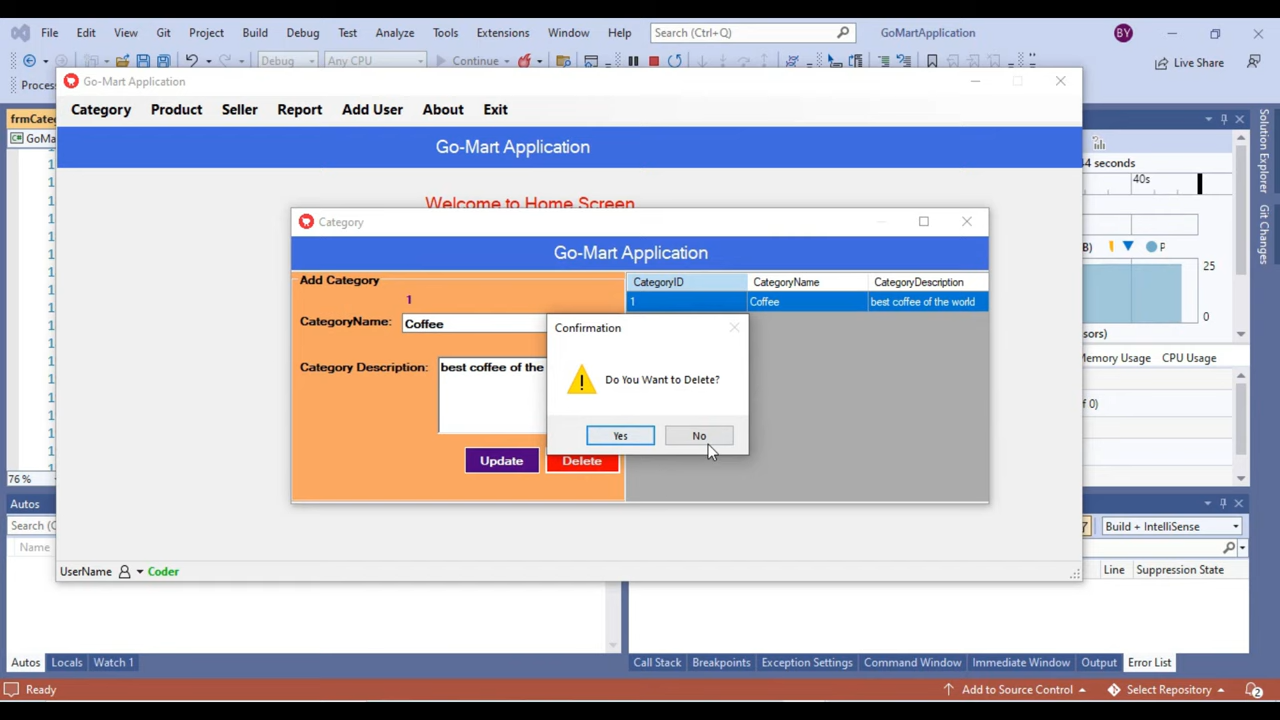 File Edit View Git Project Build Debug Test Analyze Tools Extensions Window Help Search (Ctrl+Q) GoMartApplication BY
Debug Any CPU Continue Live Share
Go-Mart Application
Category Product Seller Report Add User About Exit
Go-Mart Application
Welcome to Home Screen
Category
Go-Mart Application
Add Category
1
CategoryName: Coffee
Category Description: best coffee of the
Update Delete
CategoryID CategoryName CategoryDescription
1 Coffee best coffee of the world
Confirmation
Do You Want to Delete?
Yes No
UserName Coder
Solution Explorer
Git Changes
40s
25
0
Memory Usage CPU Usage
76 %
Autos
Name
Build + IntelliSense
Line Suppression State
Autos Locals Watch 1
Call Stack Breakpoints Exception Settings Command Window Immediate Window Output Error List
Ready Add to Source Control Select Repository 2